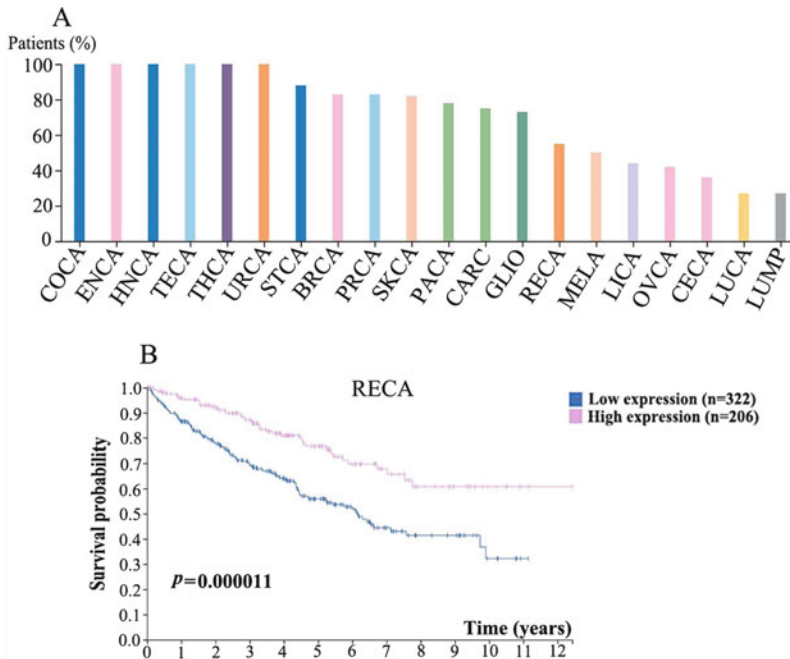 A
Patients (%)
100
80
60
40
20
0
COCA
ENCA
HNCA
TECA
THCA
URCA
STCA
BRCA
PRCA
SKCA
PACA
CARC
GLIO
RECA
MELA
LICA
OVCA
CECA
LUCA
LUMP
B
RECA
Low expression (n=322)
High expression (n=206)
Survival probability
1.0
0.9
0.8
0.7
0.6
0.5
0.4
0.3
0.2
0.1
0.0
p=0.000011
Time (years)
0 1 2 3 4 5 6 7 8 9 10 11 12